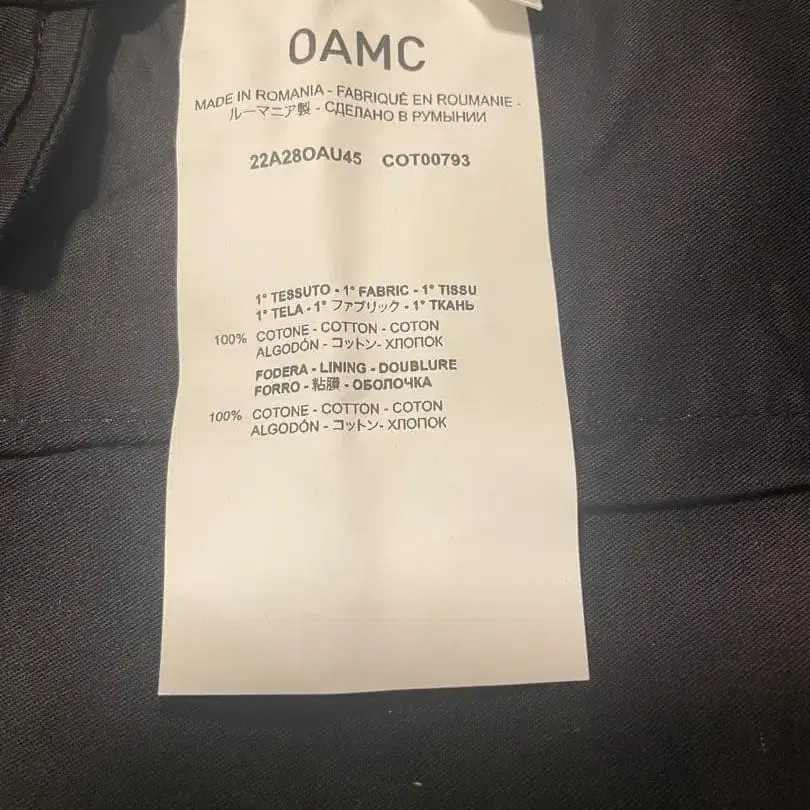 OAMC
MADE IN ROMANIA - FABRIQUÉ EN ROUMANIE -
ルーマニア製 - СДЕЛАНО В РУМЫНИИ
22A28OAU45 COT00793
1° TESSUTO - 1° FABRIC - 1° TISSU
1° TELA - 1° ファブリック - 1° ТКАНЬ
100% COTONE - COTTON - COTON
ALGODÓN - コットン- ХЛОПОК
FODERA - LINING - DOUBLURE
FORRO - 粘膜 - ОБОЛОЧКА
100% COTONE - COTTON - COTON
ALGODÓN - コットン- ХЛОПОК